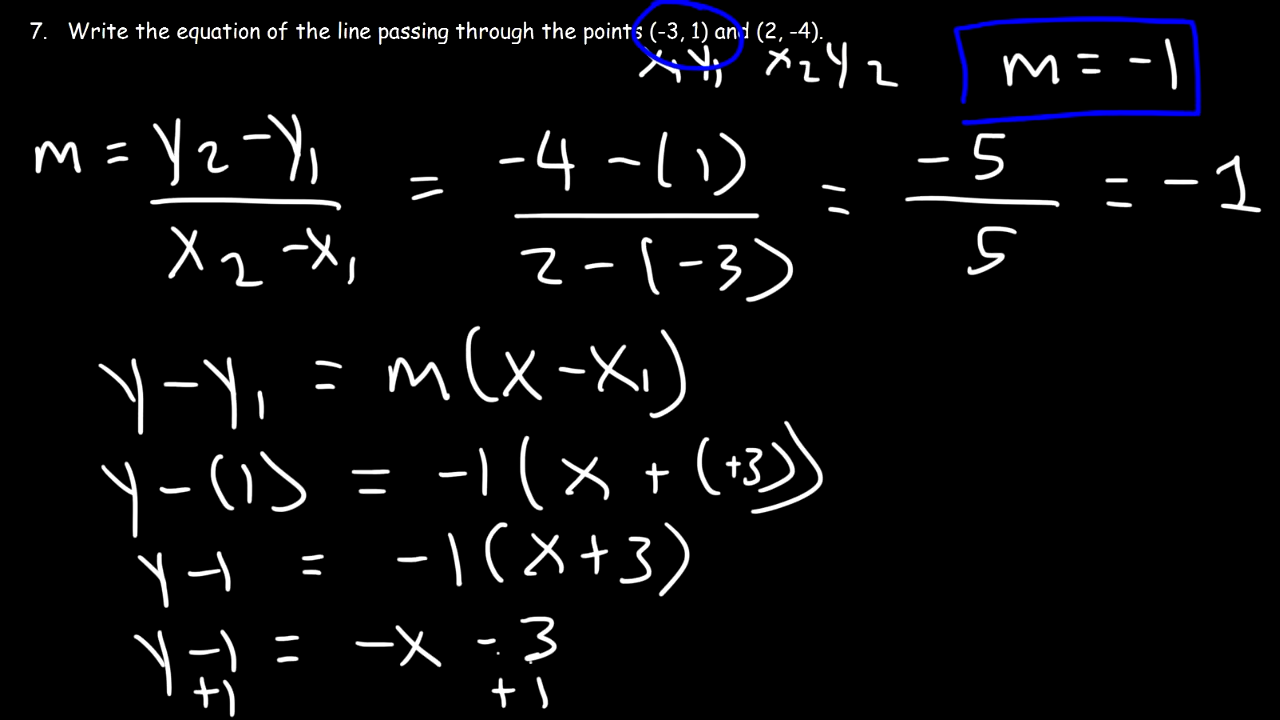 7. Write the equation of the line passing through the points (-3, 1) and (2, -4).
x₁ y₁ x₂ y₂
m = -1
m = (y₂ - y₁)/(x₂ - x₁) = (-4 - (1))/(2 - (-3)) = -5/5 = -1
y - y₁ = m(x - x₁)
y - (1) = -1(x + (+3))
y - 1 = -1(x + 3)
y - 1 = -x - 3
+1 +1